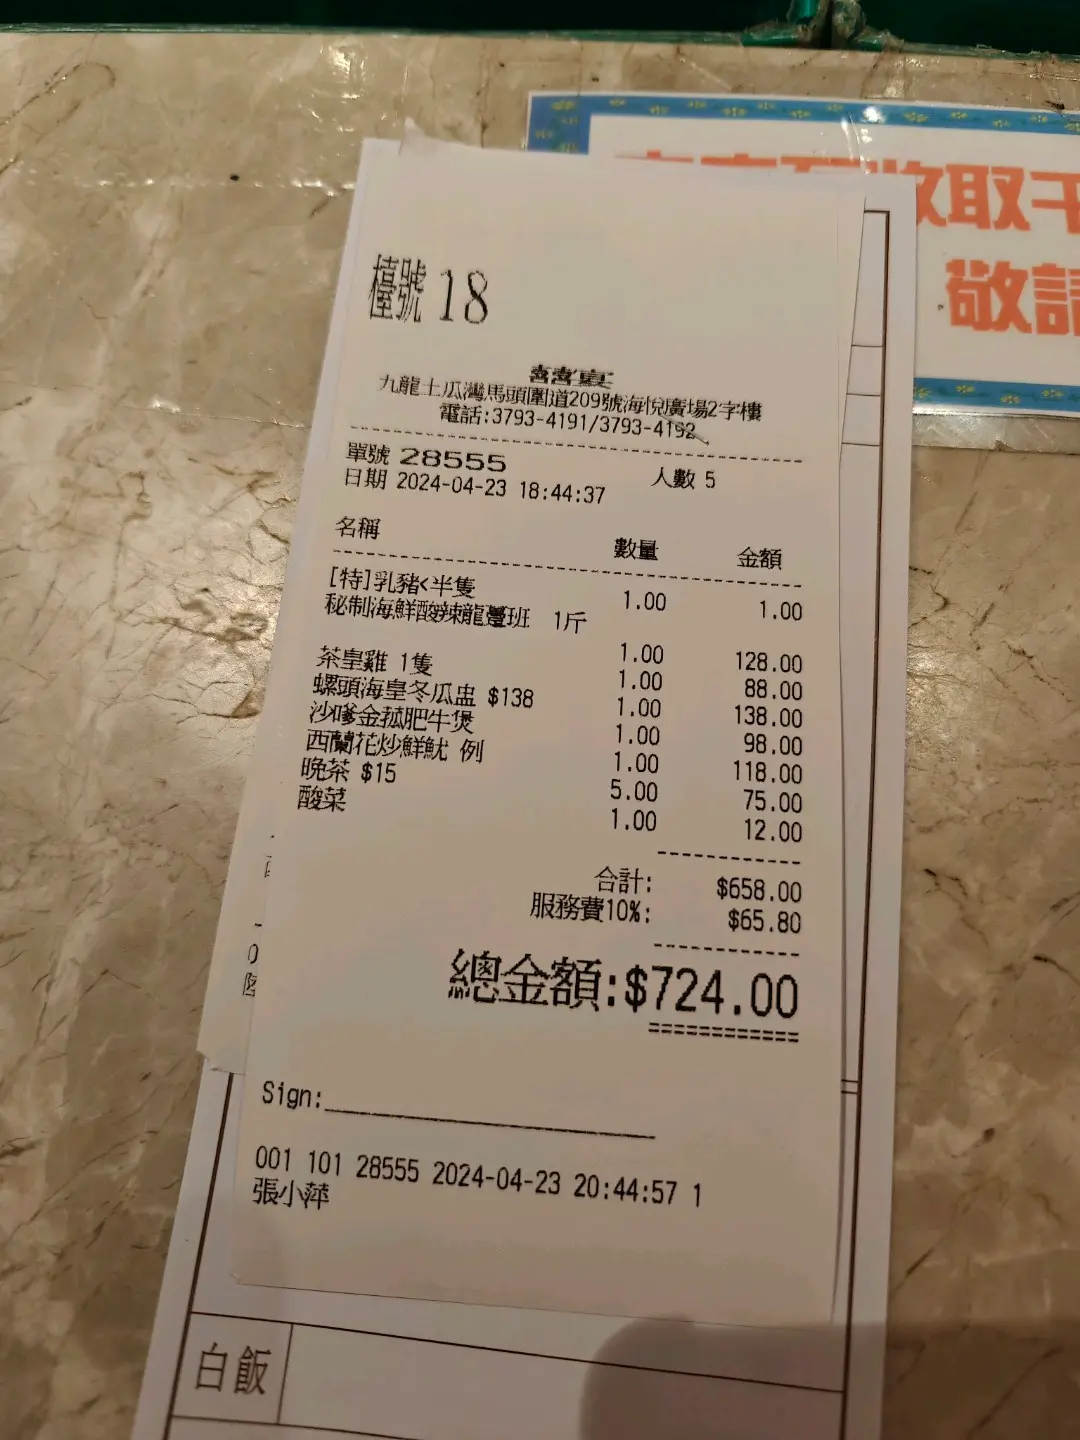 收取
敬請
檯號 18
囍宴
九龍土瓜灣馬頭圍道209號海悅廣場2字樓
電話:3793-4191/3793-4192
單號 28555 人數 5
日期 2024-04-23 18:44:37
名稱 數量 金額
[特]乳豬<半隻 1.00 1.00
秘制海鮮酸辣龍躉班 1斤 1.00 128.00
茶皇雞 1隻 1.00 88.00
螺頭海皇冬瓜盅 $138 1.00 138.00
沙嗲金菰肥牛煲 1.00 98.00
西蘭花炒鮮魷 例 1.00 118.00
晚茶 $15 5.00 75.00
酸菜 1.00 12.00
合計: $658.00
服務費10%: $65.80
總金額:$724.00
Sign:
001 101 28555 2024-04-23 20:44:57 1
張小萍
白飯